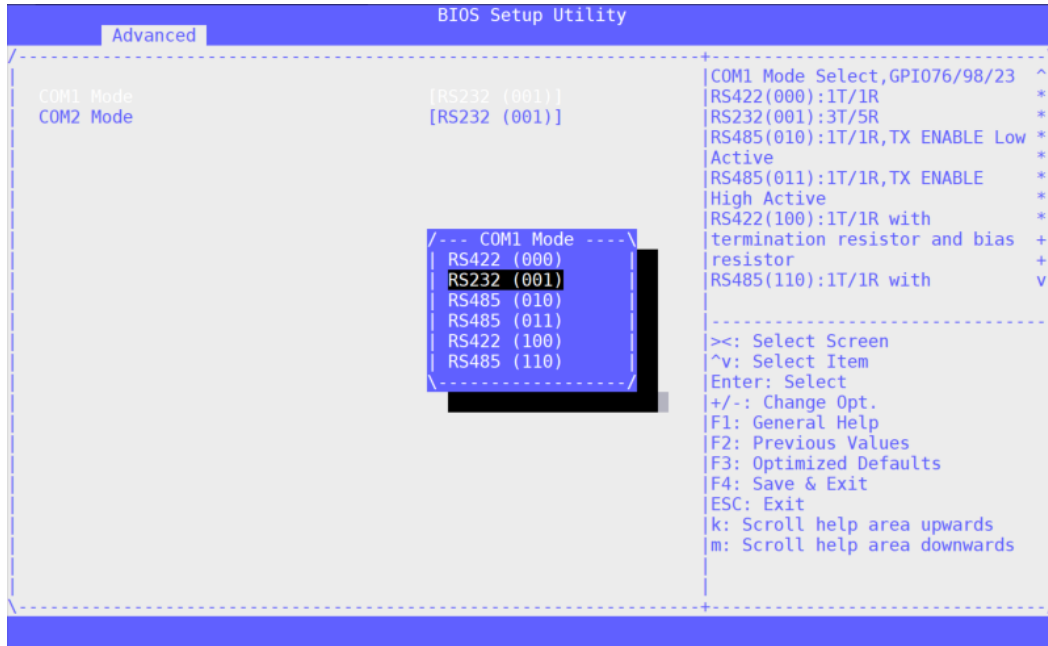 BIOS Setup Utility
Advanced
COM1 Mode [RS232 (001)]
COM2 Mode [RS232 (001)]
/--- COM1 Mode ----\
RS422 (000)
RS232 (001)
RS485 (010)
RS485 (011)
RS422 (100)
RS485 (110)
COM1 Mode Select,GPIO76/98/23 ^
RS422(000):1T/1R *
RS232(001):3T/5R *
RS485(010):1T/1R,TX ENABLE Low *
Active *
RS485(011):1T/1R,TX ENABLE *
High Active *
RS422(100):1T/1R with *
termination resistor and bias +
resistor +
RS485(110):1T/1R with v
><: Select Screen
^v: Select Item
Enter: Select
+/-: Change Opt.
F1: General Help
F2: Previous Values
F3: Optimized Defaults
F4: Save & Exit
ESC: Exit
k: Scroll help area upwards
m: Scroll help area downwards